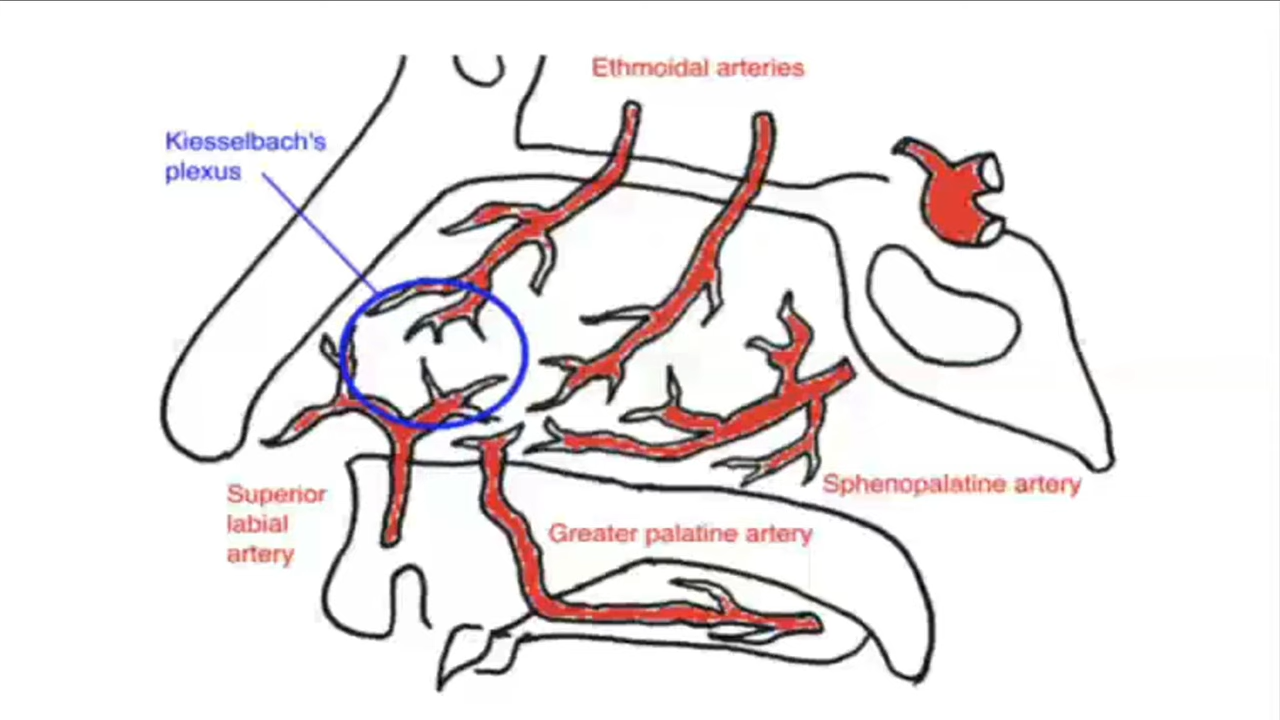 Ethmoidal arteries
Kiesselbach's
plexus
Superior
labial
artery
Sphenopalatine artery
Greater palatine artery